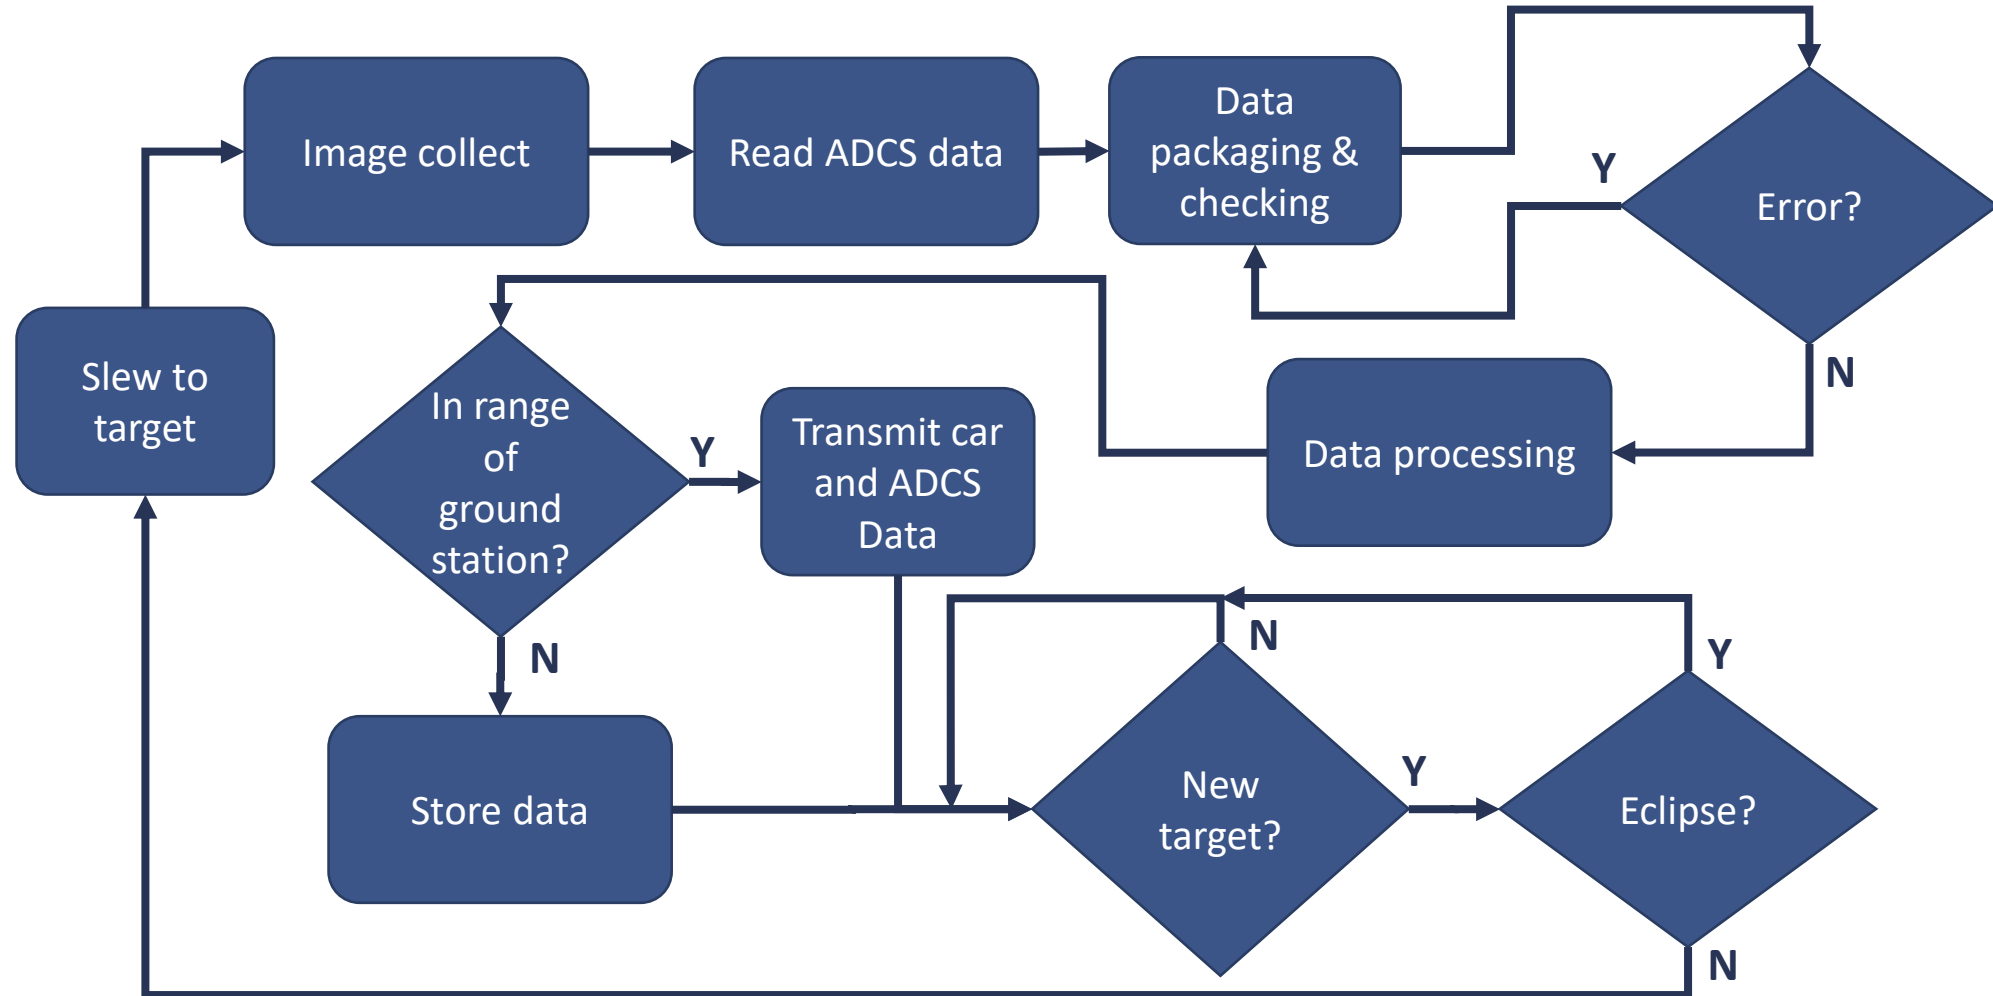 Image collect
Read ADCS data
Data
packaging &
checking
Y
Error?
N
Slew to
target
In range
of
ground
station?
Y
Transmit car
and ADCS
Data
Data processing
N
Store data
N
New
target?
Y
Y
Eclipse?
N